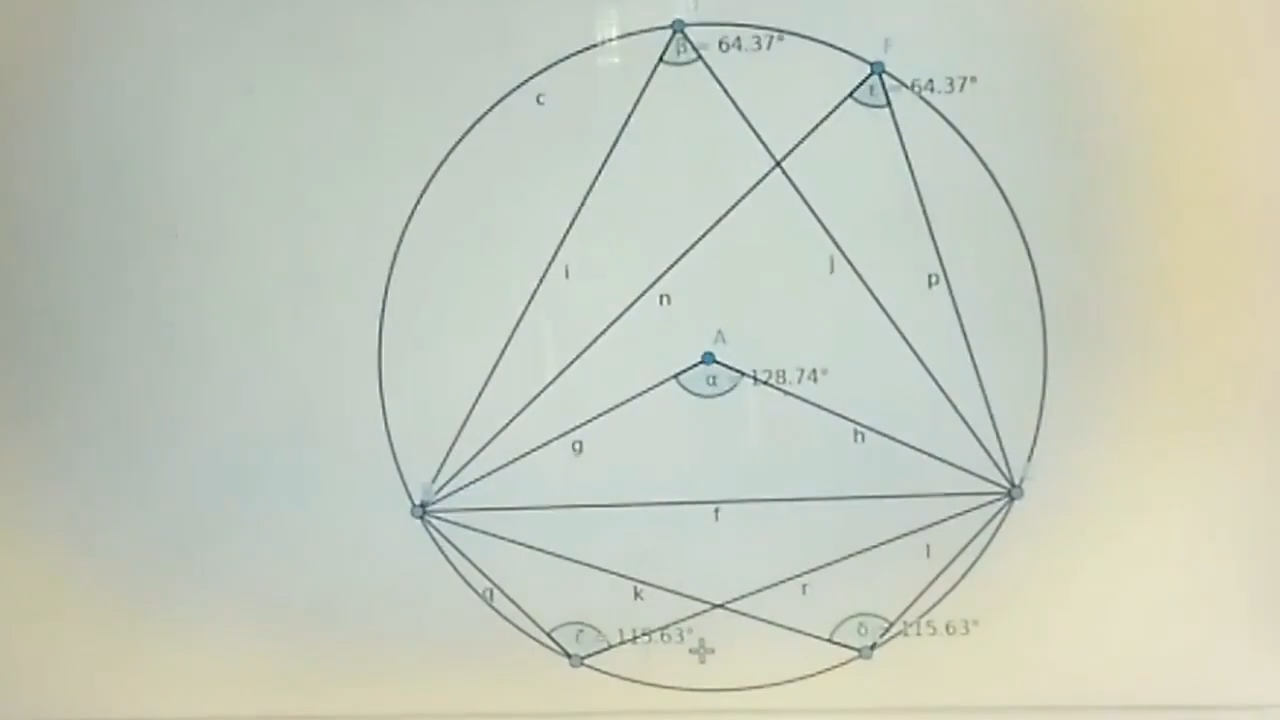 β = 64.37°
F
ε = 64.37°
c
i
n
j
p
A
α = 128.74°
g
h
f
l
q
k
r
ζ = 115.63°
δ = 115.63°